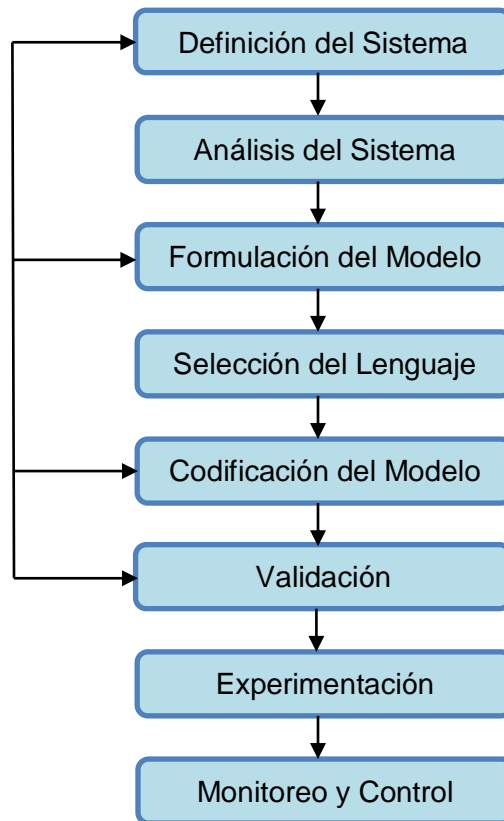 Definición del Sistema
Análisis del Sistema
Formulación del Modelo
Selección del Lenguaje
Codificación del Modelo
Validación
Experimentación
Monitoreo y Control